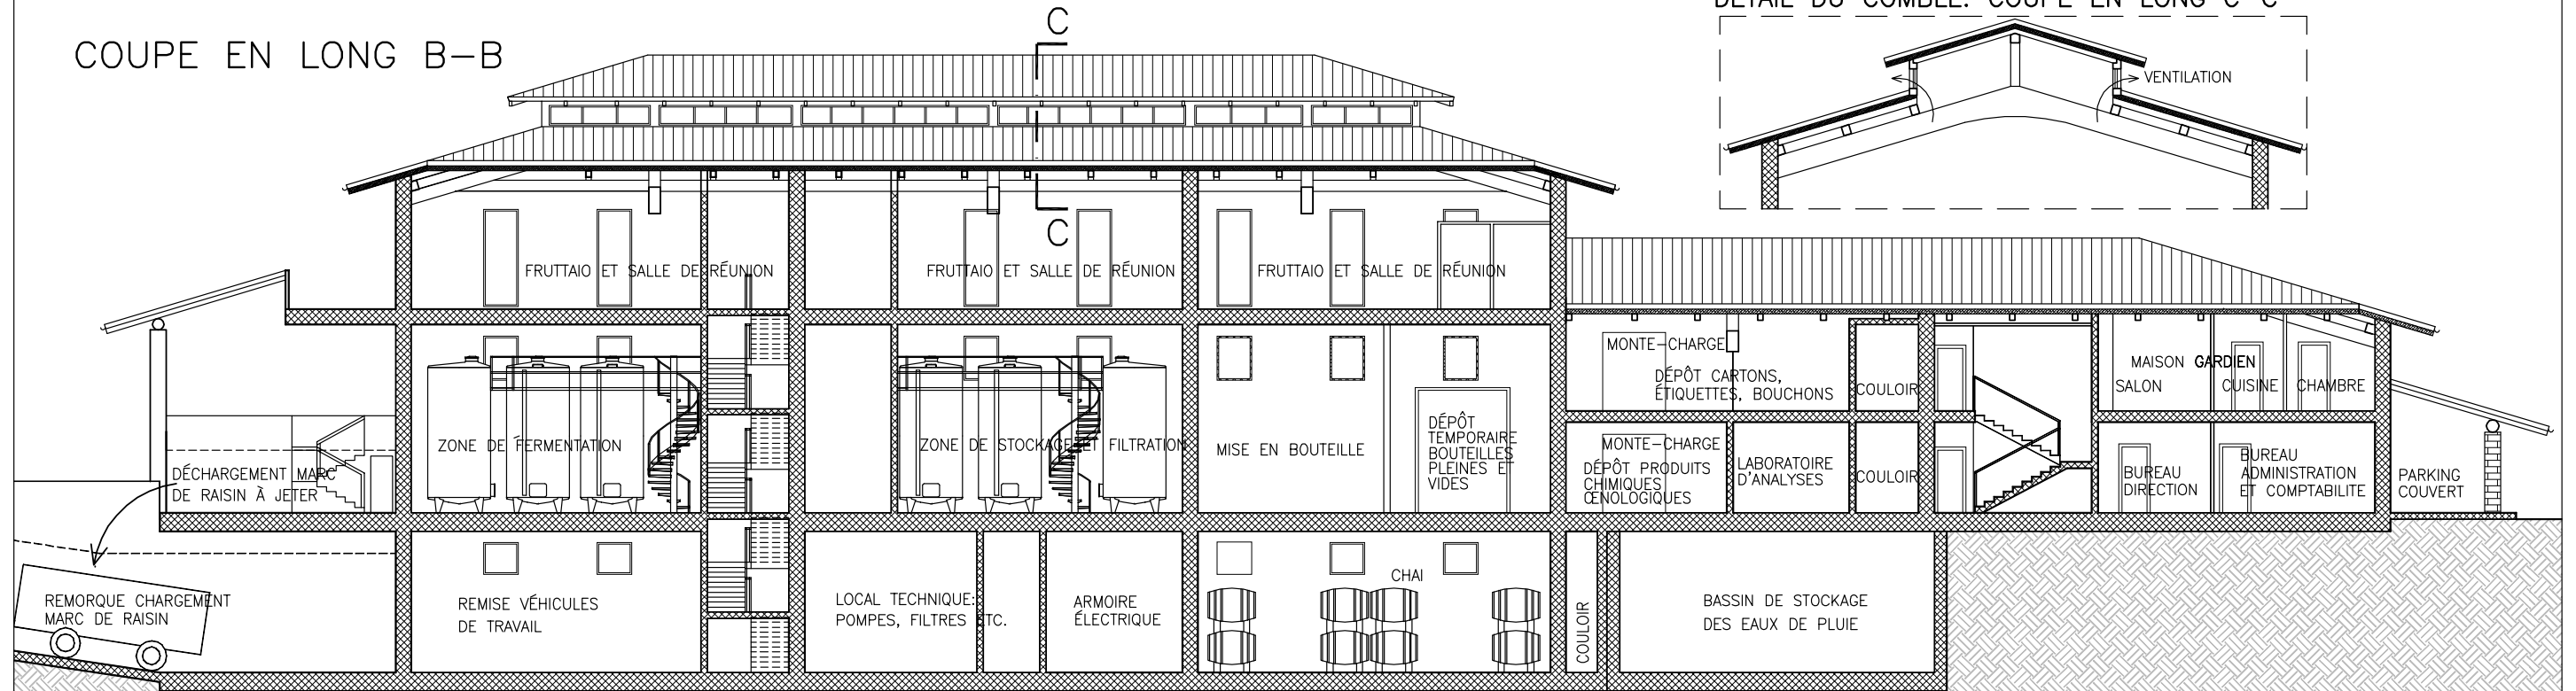 DÉTAIL DU COMBLE: COUPE EN LONG C-C
C
COUPE EN LONG B-B
VENTILATION
C
FRUTTAIO ET SALLE DE RÉUNION
FRUTTAIO ET SALLE DE RÉUNION
FRUTTAIO ET SALLE DE RÉUNION
MONTE-CHARGE
DÉPÔT CARTONS,
ÉTIQUETTES, BOUCHONS
COULOIR
MAISON GARDIEN
SALON
CUISINE
CHAMBRE
ZONE DE FERMENTATION
ZONE DE STOCKAGE ET FILTRATION
MISE EN BOUTEILLE
DÉPÔT
TEMPORAIRE
BOUTEILLES
PLEINES ET
VIDES
MONTE-CHARGE
DÉPÔT PRODUITS
CHIMIQUES
ŒNOLOGIQUES
LABORATOIRE
D'ANALYSES
COULOIR
BUREAU
DIRECTION
BUREAU
ADMINISTRATION
ET COMPTABILITE
PARKING
COUVERT
DÉCHARGEMENT MARC
DE RAISIN À JETER
REMORQUE CHARGEMENT
MARC DE RAISIN
REMISE VÉHICULES
DE TRAVAIL
LOCAL TECHNIQUE:
POMPES, FILTRES ETC.
ARMOIRE
ÉLECTRIQUE
CHAI
COULOIR
BASSIN DE STOCKAGE
DES EAUX DE PLUIE